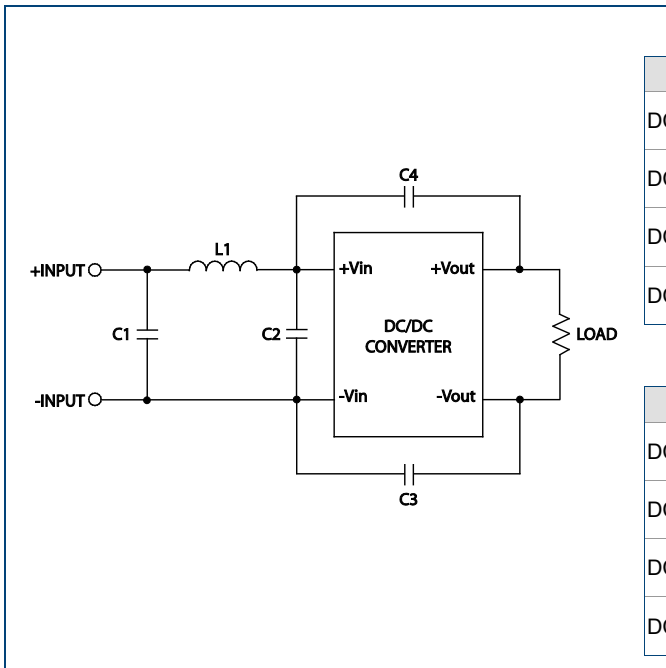 C4
L1
+INPUT
+Vin
+Vout
C1
C2
DC/DC
CONVERTER
LOAD
-INPUT
-Vin
-Vout
C3